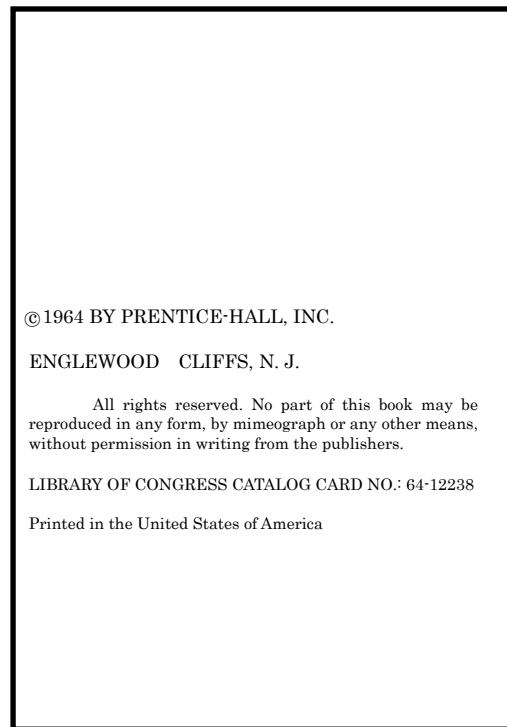 ©1964 BY PRENTICE-HALL, INC.
ENGLEWOOD CLIFFS, N. J.
All rights reserved. No part of this book may be
reproduced in any form, by mimeograph or any other means,
without permission in writing from the publishers.
LIBRARY OF CONGRESS CATALOG CARD NO.: 64-12238
Printed in the United States of America